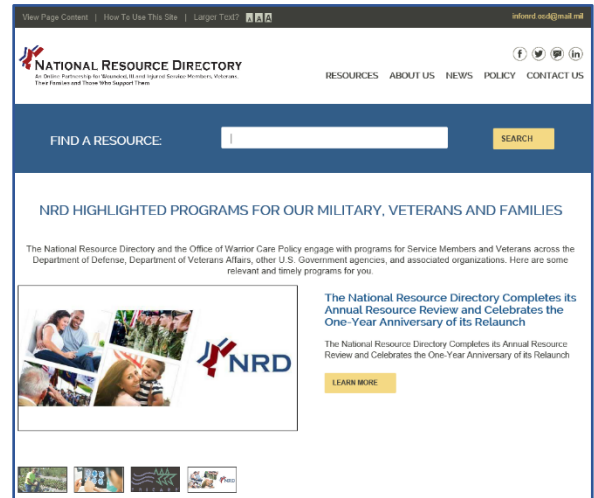 View Page Content | How To Use This Site | Larger Text? A A A
infonrd.osd@mail.mil
NATIONAL RESOURCE DIRECTORY
An Online Partnership for Wounded, Ill and Injured Service Members, Veterans,
Their Families and Those Who Support Them
RESOURCES ABOUT US NEWS POLICY CONTACT US
FIND A RESOURCE:
SEARCH
NRD HIGHLIGHTED PROGRAMS FOR OUR MILITARY, VETERANS AND FAMILIES
The National Resource Directory and the Office of Warrior Care Policy engage with programs for Service Members and Veterans across the
Department of Defense, Department of Veterans Affairs, other U.S. Government agencies, and associated organizations. Here are some
relevant and timely programs for you.
NRD
The National Resource Directory Completes its
Annual Resource Review and Celebrates the
One-Year Anniversary of its Relaunch
The National Resource Directory Completes its Annual Resource
Review and Celebrates the One-Year Anniversary of its Relaunch
LEARN MORE
NRD